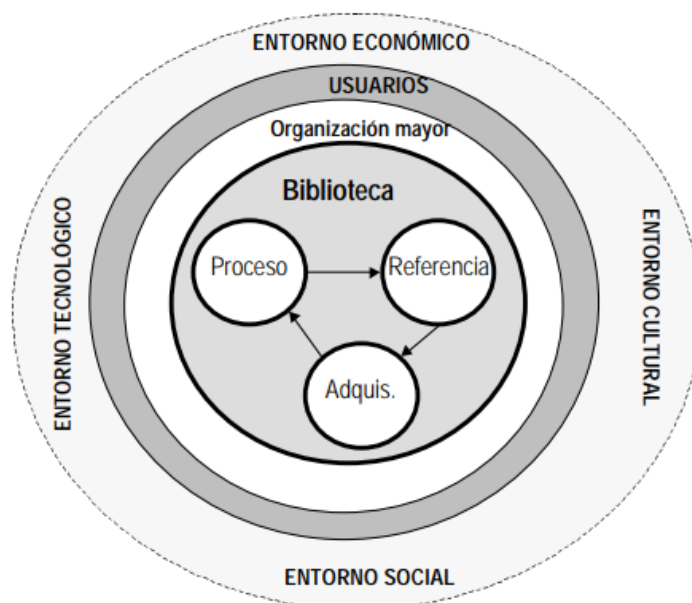 ENTORNO ECONÓMICO
USUARIOS
Organización mayor
Biblioteca
Proceso
Referencia
Adquis.
ENTORNO TECNOLÓGICO
ENTORNO CULTURAL
ENTORNO SOCIAL